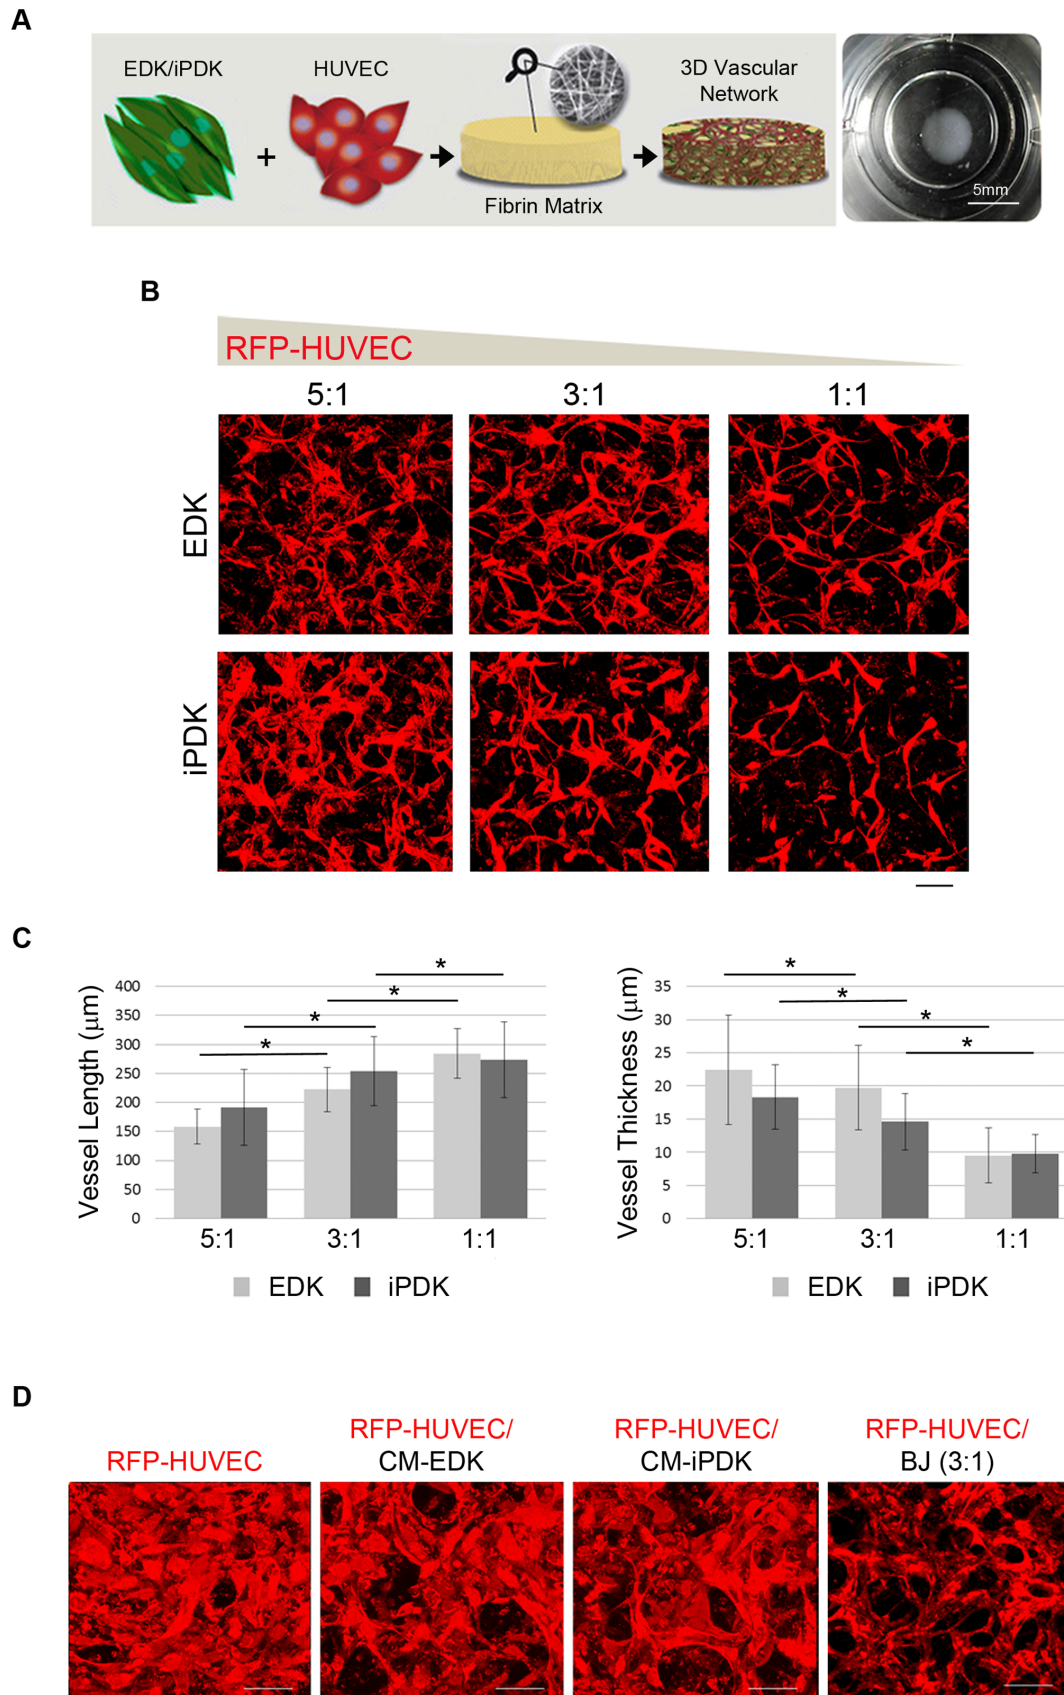 A
EDK/iPDK
HUVEC
3D Vascular
Network
+
Fibrin Matrix
5mm
B
RFP-HUVEC
5:1
3:1
1:1
EDK
iPDK
C
Vessel Length (μm)
400
350
300
250
200
150
100
50
0
*
*
*
*
5:1
3:1
1:1
EDK
iPDK
Vessel Thickness (μm)
35
30
25
20
15
10
5
0
*
*
*
*
5:1
3:1
1:1
EDK
iPDK
D
RFP-HUVEC
RFP-HUVEC/
CM-EDK
RFP-HUVEC/
CM-iPDK
RFP-HUVEC/
BJ (3:1)